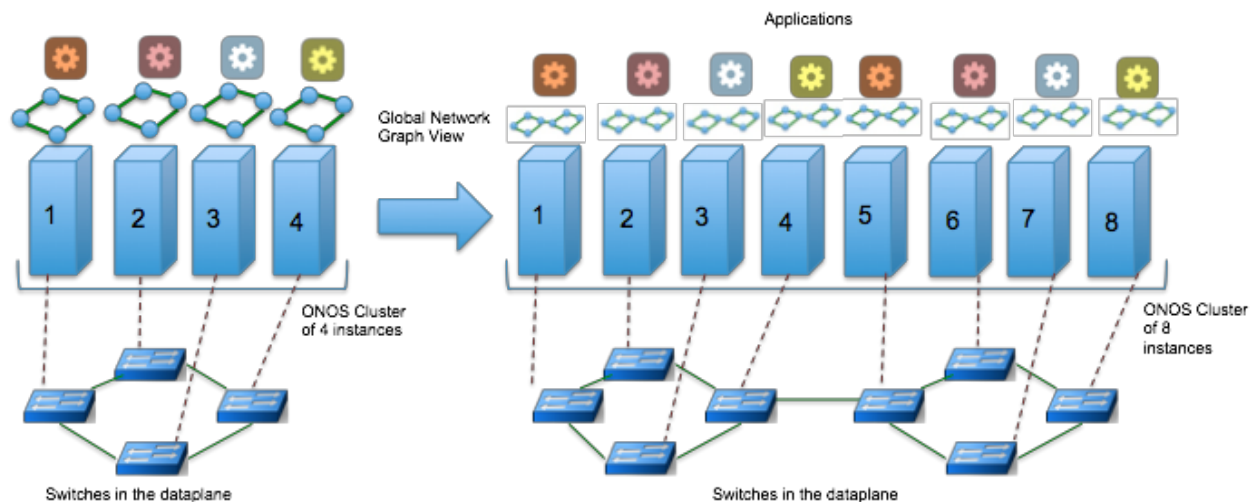 Applications
Global Network
Graph View
1 2 3 4
1 2 3 4 5 6 7 8
ONOS Cluster
of 4 instances
ONOS Cluster
of 8
instances
Switches in the dataplane
Switches in the dataplane